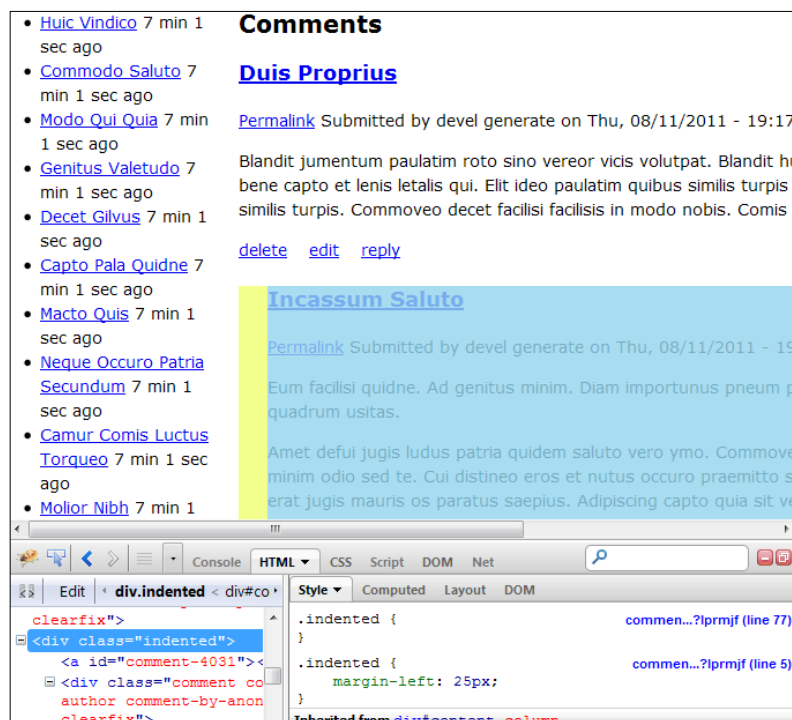 Huic Vindico 7 min 1
sec ago
Commodo Saluto 7
min 1 sec ago
Modo Qui Quia 7 min
1 sec ago
Genitus Valetudo 7
min 1 sec ago
Decet Gilvus 7 min 1
sec ago
Capto Pala Quidne 7
min 1 sec ago
Macto Quis 7 min 1
sec ago
Neque Occuro Patria
Secundum 7 min 1
sec ago
Camur Comis Luctus
Torqueo 7 min 1 sec
ago
Molior Nibh 7 min 1
Comments
Duis Proprius
Permalink Submitted by devel generate on Thu, 08/11/2011 - 19:17
Blandit jumentum paulatim roto sino vereor vicis volutpat. Blandit hu
bene capto et lenis letalis qui. Elit ideo paulatim quibus similis turpis
similis turpis. Commoveo decet facilisi facilisis in modo nobis. Comis
delete edit reply
Incassum Saluto
Permalink Submitted by devel generate on Thu, 08/11/2011 - 19
Eum facilisi quidne. Ad genitus minim. Diam importunus pneum p
quadrum usitas.
Amet defui jugis ludus patria quidem saluto vero ymo. Commove
minim odio sed te. Cui distineo eros et nutus occuro praemitto s
erat jugis mauris os paratus saepius. Adipiscing capto quia sit ve
Console HTML CSS Script DOM Net
Edit div.indented < div#co
clearfix">
<div class="indented">
<a id="comment-4031"><
<div class="comment co
author comment-by-anon
clearfix">
Style Computed Layout DOM
.indented { commen...?lprmjf (line 77)
}
.indented { commen...?lprmjf (line 5)
margin-left: 25px;
}
Inherited from div#content.column